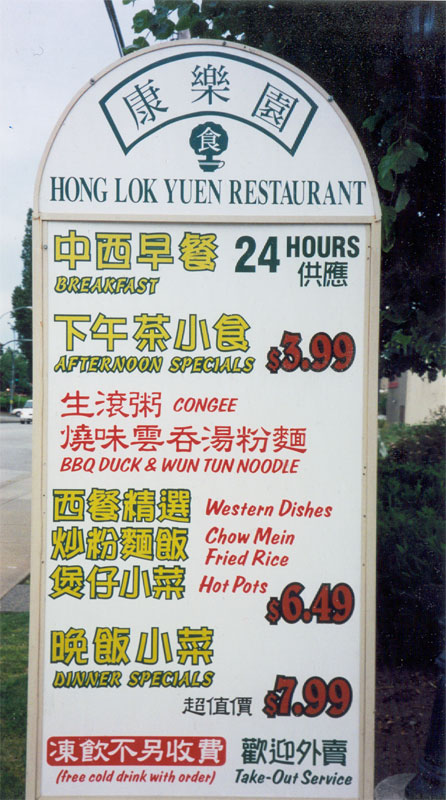 康樂園
食
HONG LOK YUEN RESTAURANT
中西早餐 24 HOURS
BREAKFAST 供應
下午茶小食
AFTERNOON SPECIALS $3.99
生滾粥 CONGEE
燒味雲吞湯粉麵
BBQ DUCK & WUN TUN NOODLE
西餐精選 Western Dishes
炒粉麵飯 Chow Mein
Fried Rice
煲仔小菜 Hot Pots
$6.49
晚飯小菜
DINNER SPECIALS
超值價 $7.99
凍飲不另收費 歡迎外賣
(free cold drink with order) Take-Out Service